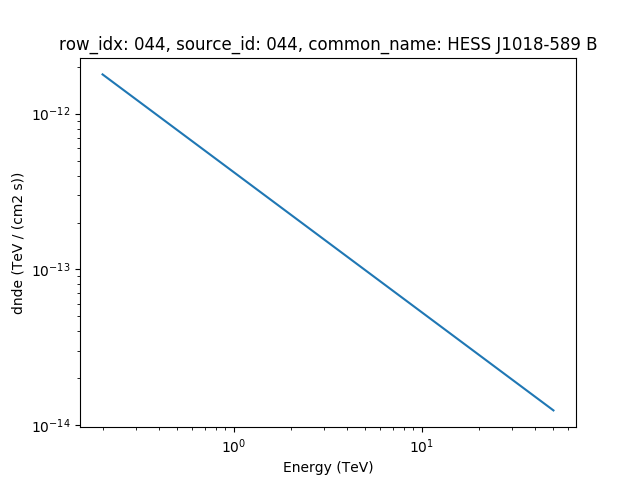 row_idx: 044, source_id: 044, common_name: HESS J1018-589 B
10⁻¹²
10⁻¹³
10⁻¹⁴
dnde (TeV / (cm2 s))
10⁰ 10¹
Energy (TeV)